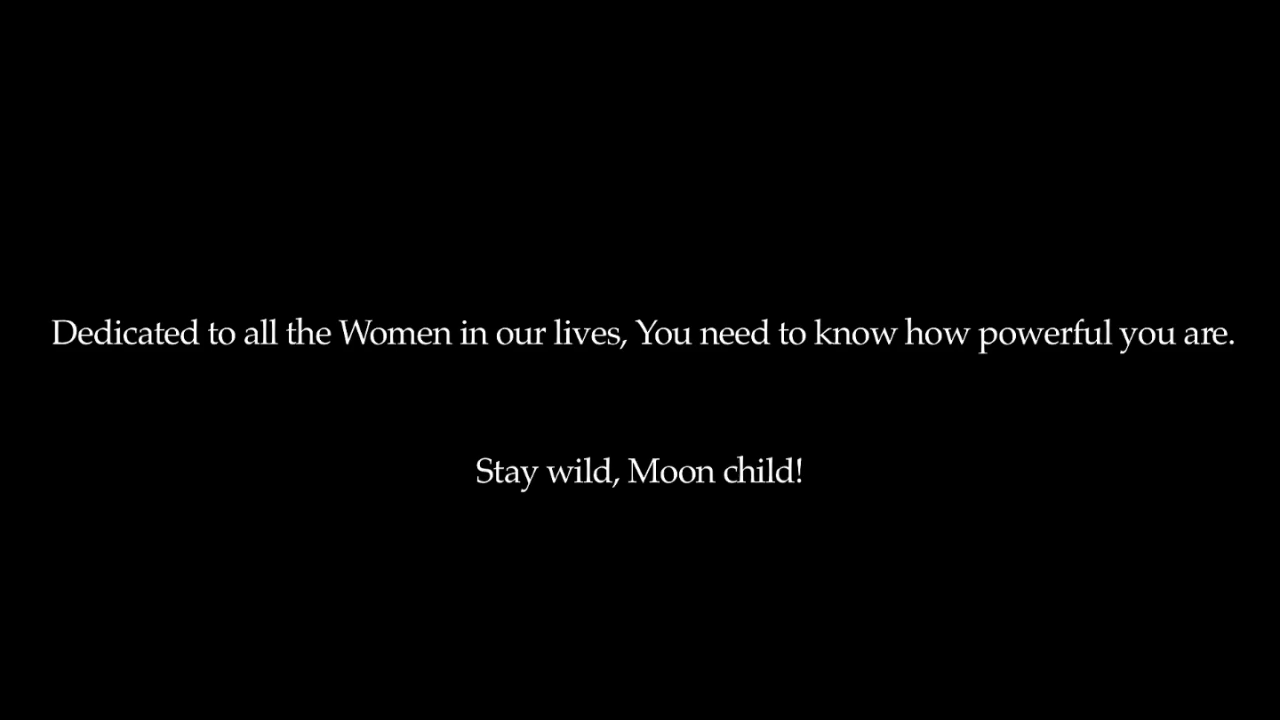 Dedicated to all the Women in our lives, You need to know how powerful you are.
Stay wild, Moon child!